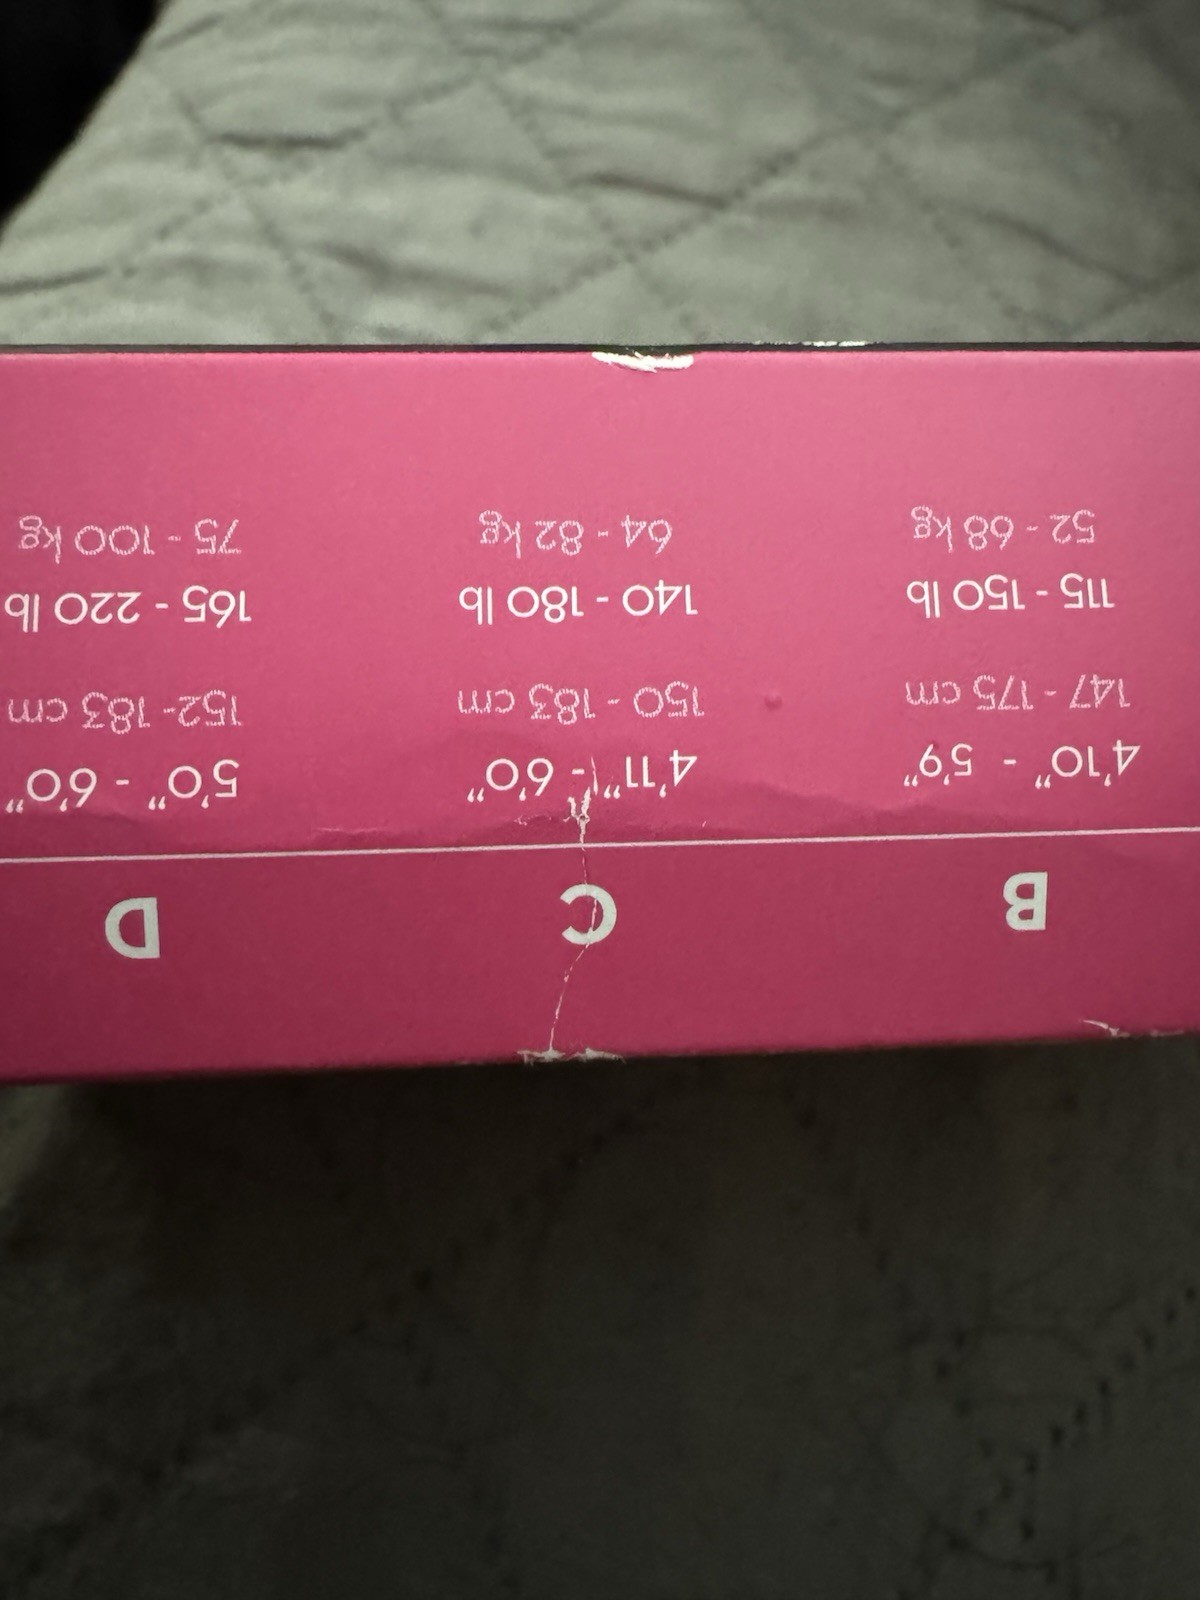 B C D
4'10" - 5'9" 4'11" - 6'0" 5'0" - 6'0"
147 - 175 cm 150 - 183 cm 152-183 cm
115 - 150 lb 140 - 180 lb 165 - 220 lb
52 - 68 kg 64 - 82 kg 75 - 100 kg